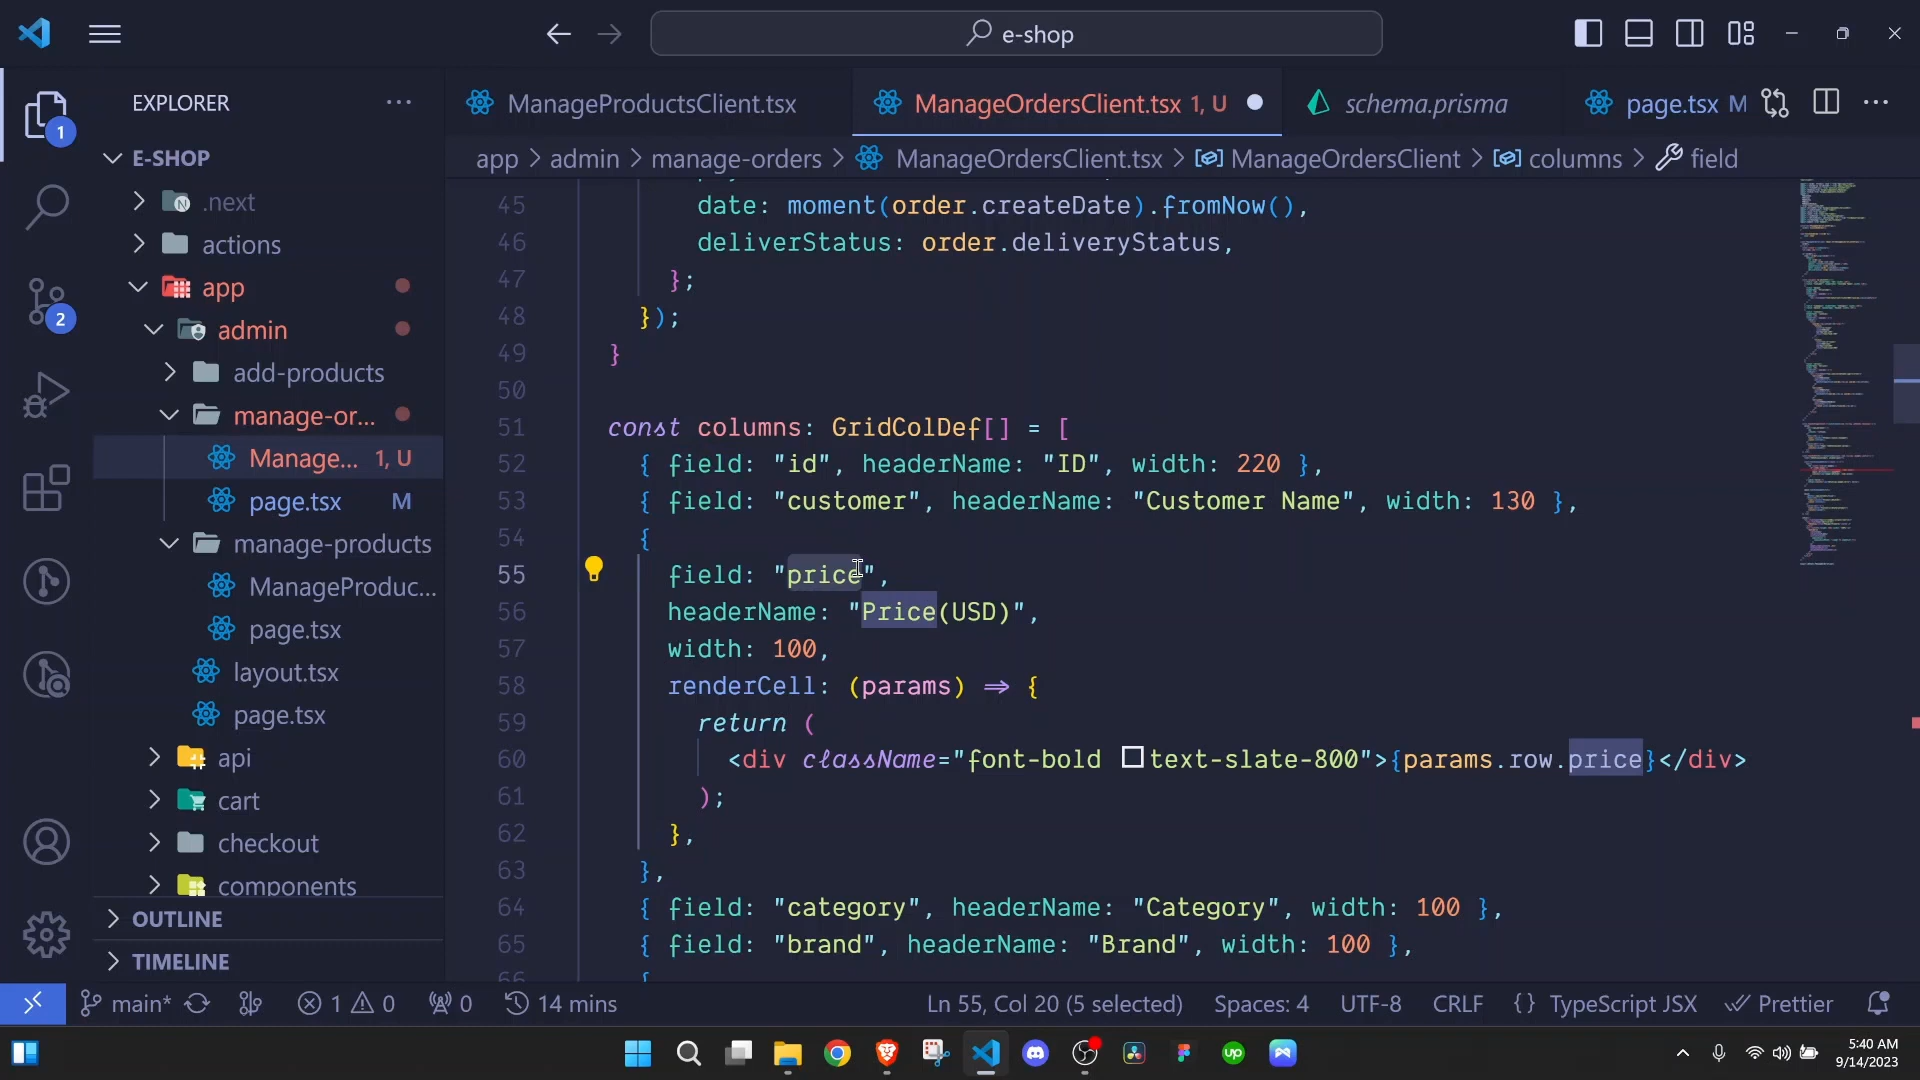 e-shop
EXPLORER
ManageProductsClient.tsx
ManageOrdersClient.tsx 1, U
schema.prisma
page.tsx M
app > admin > manage-orders > ManageOrdersClient.tsx > ManageOrdersClient > columns > field
1
2
E-SHOP
.next
actions
app
admin
add-products
manage-or...
Manage... 1, U
page.tsx M
manage-products
ManageProduc...
page.tsx
layout.tsx
page.tsx
api
cart
checkout
components
OUTLINE
TIMELINE
45 date: moment(order.createDate).fromNow(),
46 deliverStatus: order.deliveryStatus,
47 };
48 });
49 }
50
51 const columns: GridColDef[] = [
52 { field: "id", headerName: "ID", width: 220 },
53 { field: "customer", headerName: "Customer Name", width: 130 },
54 {
55 field: "price",
56 headerName: "Price(USD)",
57 width: 100,
58 renderCell: (params) => {
59 return (
60 <div className="font-bold text-slate-800">{params.row.price}</div>
61 );
62 },
63 },
64 { field: "category", headerName: "Category", width: 100 },
65 { field: "brand", headerName: "Brand", width: 100 },
66 {
main* 1 0 0 14 mins Ln 55, Col 20 (5 selected) Spaces: 4 UTF-8 CRLF {} TypeScript JSX Prettier
up
5:40 AM
9/14/2023